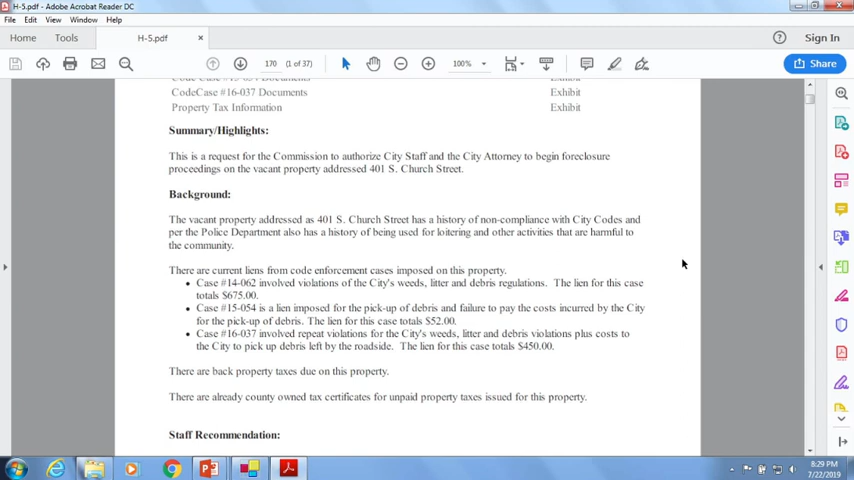 H-5.pdf - Adobe Acrobat Reader DC
File Edit View Window Help
Home Tools H-5.pdf × Sign In
170 (1 of 37) 100% Share
Code Case #15-054 Documents Exhibit
CodeCase #16-037 Documents Exhibit
Property Tax Information Exhibit
Summary/Highlights:
This is a request for the Commission to authorize City Staff and the City Attorney to begin foreclosure
proceedings on the vacant property addressed 401 S. Church Street.
Background:
The vacant property addressed as 401 S. Church Street has a history of non-compliance with City Codes and
per the Police Department also has a history of being used for loitering and other activities that are harmful to
the community.
There are current liens from code enforcement cases imposed on this property.
• Case #14-062 involved violations of the City's weeds, litter and debris regulations. The lien for this case
totals $675.00.
• Case #15-054 is a lien imposed for the pick-up of debris and failure to pay the costs incurred by the City
for the pick-up of debris. The lien for this case totals $52.00.
• Case #16-037 involved repeat violations for the City's weeds, litter and debris violations plus costs to
the City to pick up debris left by the roadside. The lien for this case totals $450.00.
There are back property taxes due on this property.
There are already county owned tax certificates for unpaid property taxes issued for this property.
Staff Recommendation:
8:29 PM
7/22/2019